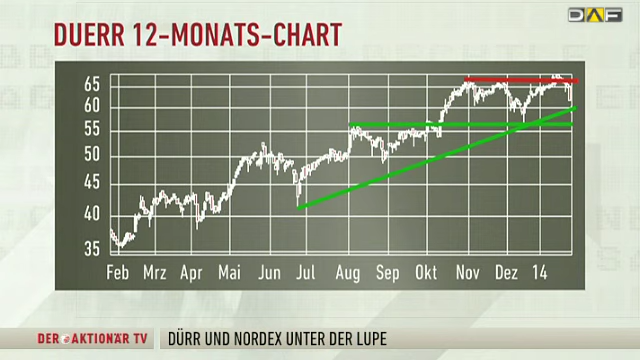 DAF
DUERR 12-MONATS-CHART
65
60
55
50
45
40
35
Feb Mrz Apr Mai Jun Jul Aug Sep Okt Nov Dez 14
DER AKTIONÄR TV DÜRR UND NORDEX UNTER DER LUPE